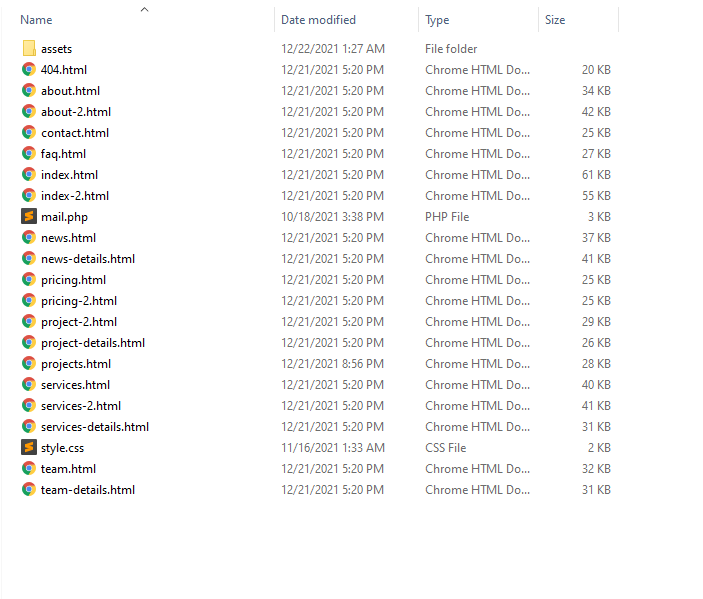 Name Date modified Type Size
assets 12/22/2021 1:27 AM File folder
404.html 12/21/2021 5:20 PM Chrome HTML Do... 20 KB
about.html 12/21/2021 5:20 PM Chrome HTML Do... 34 KB
about-2.html 12/21/2021 5:20 PM Chrome HTML Do... 42 KB
contact.html 12/21/2021 5:20 PM Chrome HTML Do... 25 KB
faq.html 12/21/2021 5:20 PM Chrome HTML Do... 27 KB
index.html 12/21/2021 5:20 PM Chrome HTML Do... 61 KB
index-2.html 12/21/2021 5:20 PM Chrome HTML Do... 55 KB
mail.php 10/18/2021 3:38 PM PHP File 3 KB
news.html 12/21/2021 5:20 PM Chrome HTML Do... 37 KB
news-details.html 12/21/2021 5:20 PM Chrome HTML Do... 41 KB
pricing.html 12/21/2021 5:20 PM Chrome HTML Do... 25 KB
pricing-2.html 12/21/2021 5:20 PM Chrome HTML Do... 25 KB
project-2.html 12/21/2021 5:20 PM Chrome HTML Do... 29 KB
project-details.html 12/21/2021 5:20 PM Chrome HTML Do... 26 KB
projects.html 12/21/2021 8:56 PM Chrome HTML Do... 28 KB
services.html 12/21/2021 5:20 PM Chrome HTML Do... 40 KB
services-2.html 12/21/2021 5:20 PM Chrome HTML Do... 41 KB
services-details.html 12/21/2021 5:20 PM Chrome HTML Do... 31 KB
style.css 11/16/2021 1:33 AM CSS File 2 KB
team.html 12/21/2021 5:20 PM Chrome HTML Do... 32 KB
team-details.html 12/21/2021 5:20 PM Chrome HTML Do... 31 KB